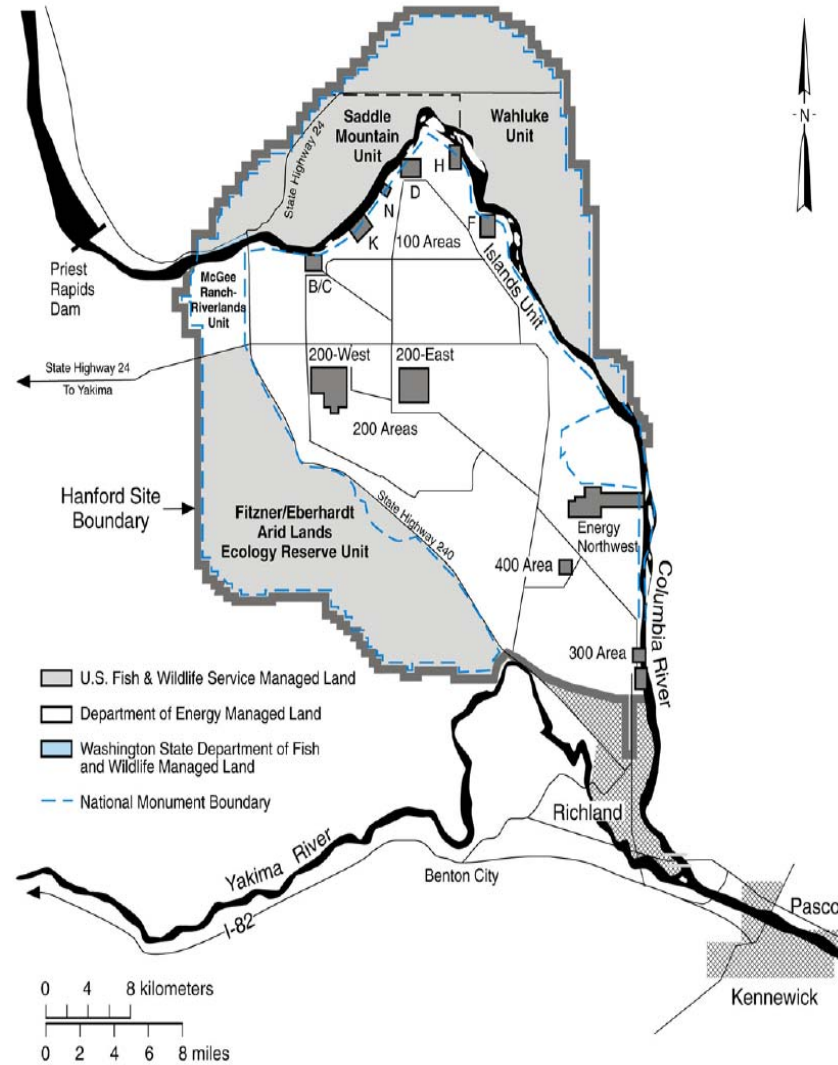 -N-
Saddle
Mountain
Unit
Wahluke
Unit
State Highway 24
H
D
N
K
F
100 Areas
Islands Unit
Priest
Rapids
Dam
McGee
Ranch-
Riverlands
Unit
B/C
State Highway 24
To Yakima
200-West
200-East
200 Areas
Hanford Site
Boundary
Fitzner/Eberhardt
Arid Lands
Ecology Reserve Unit
State Highway 240
Energy
Northwest
400 Area
Columbia River
300 Area
U.S. Fish & Wildlife Service Managed Land
Department of Energy Managed Land
Washington State Department of Fish
and Wildlife Managed Land
National Monument Boundary
Richland
Yakima River
Benton City
I-82
Pasco
Kennewick
0 4 8 kilometers
0 2 4 6 8 miles